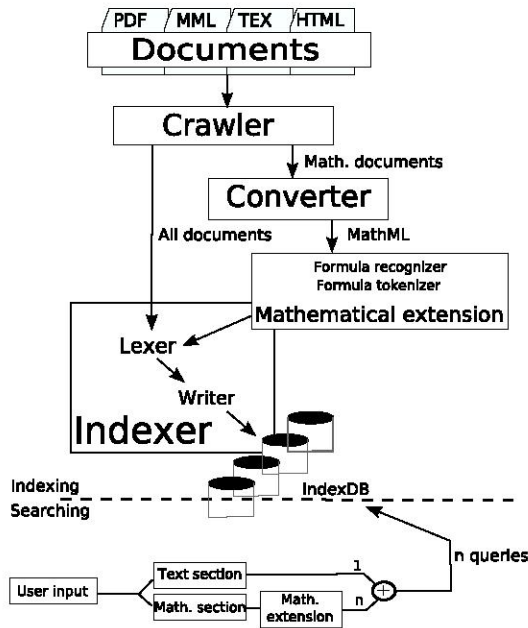 PDF MML TEX HTML
Documents
Crawler
Math. documents
Converter
All documents
MathML
Formula recognizer
Formula tokenizer
Mathematical extension
Lexer
Writer
Indexer
Indexing
IndexDB
Searching
n queries
User input
Text section
1
Math. section
Math.
extension
n
+